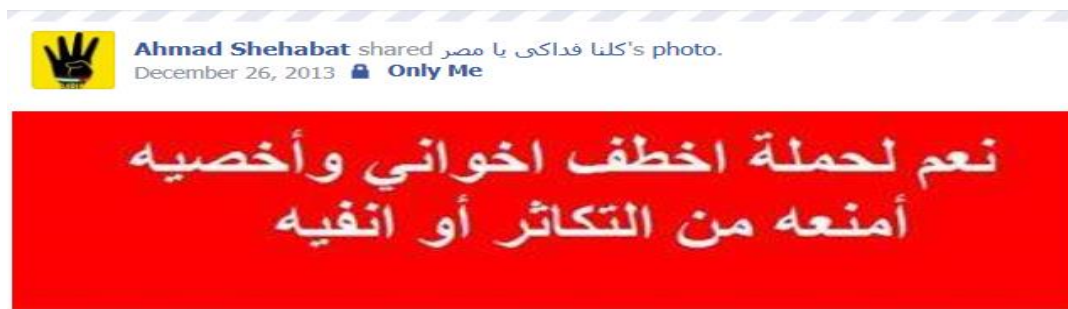 Ahmad Shehabat shared كلنا فداكى يا مصر's photo.
December 26, 2013 Only Me
نعم لحملة اخطف اخواني وأخصيه
أمنعه من التكاثر أو انفيه